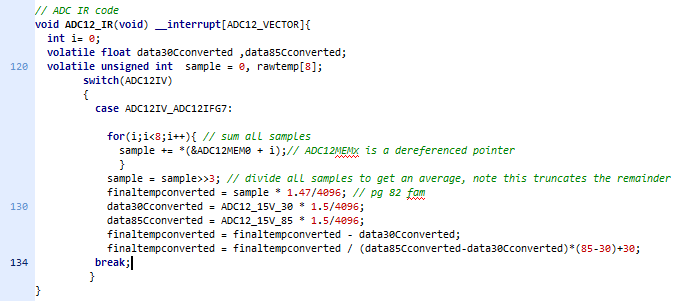 // ADC IR code
void ADC12_IR(void) __interrupt[ADC12_VECTOR]{
int i= 0;
volatile float data30Cconverted ,data85Cconverted;
120 volatile unsigned int sample = 0, rawtemp[8];
switch(ADC12IV)
{
case ADC12IV_ADC12IFG7:
for(i;i<8;i++){ // sum all samples
sample += *(&ADC12MEM0 + i);// ADC12MEMx is a dereferenced pointer
}
sample = sample>>3; // divide all samples to get an average, note this truncates the remainder
finaltempconverted = sample * 1.47/4096; // pg 82 fam
130 data30Cconverted = ADC12_15V_30 * 1.5/4096;
data85Cconverted = ADC12_15V_85 * 1.5/4096;
finaltempconverted = finaltempconverted - data30Cconverted;
finaltempconverted = finaltempconverted / (data85Cconverted-data30Cconverted)*(85-30)+30;
134 break;
}
}